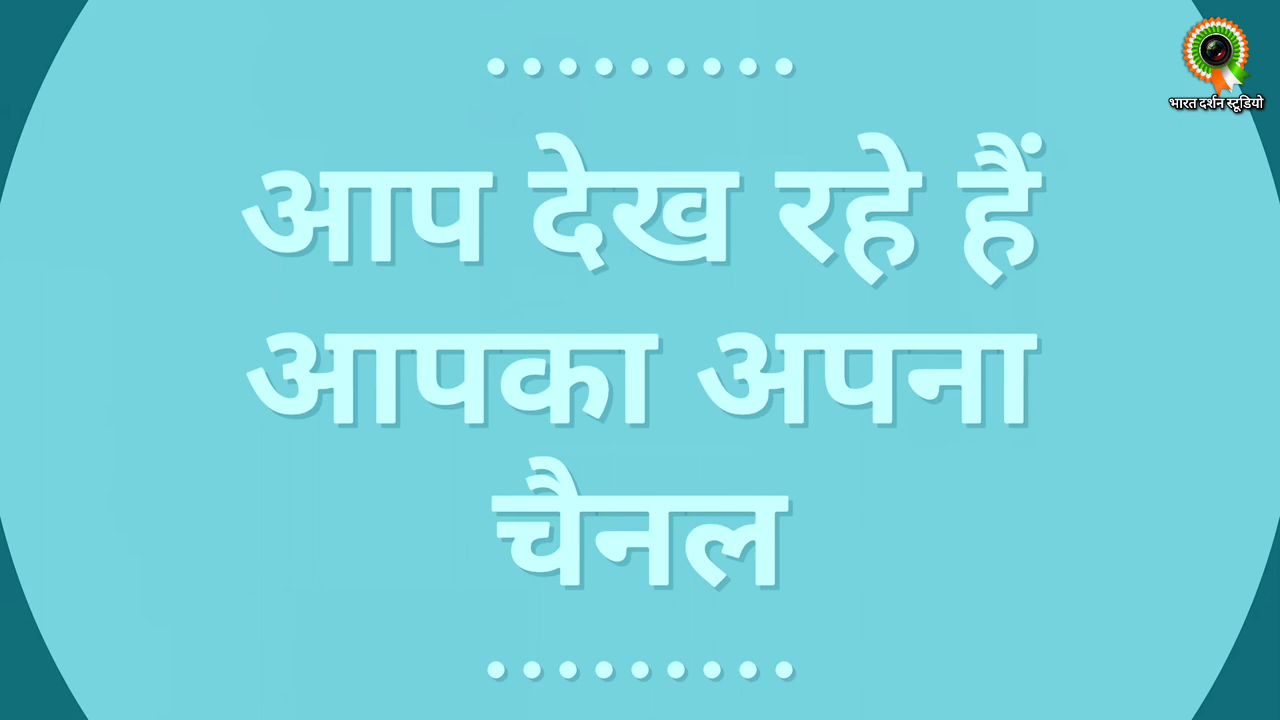 भारत दर्शन स्टूडियो
आप देख रहे हैं
आपका अपना
चैनल